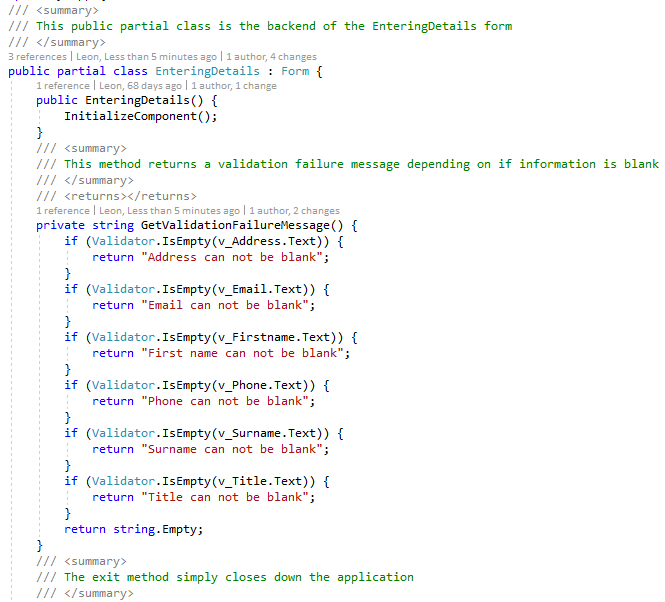 /// <summary>
/// This public partial class is the backend of the EnteringDetails form
/// </summary>
3 references | Leon, Less than 5 minutes ago | 1 author, 4 changes
public partial class EnteringDetails : Form {
1 reference | Leon, 68 days ago | 1 author, 1 change
public EnteringDetails() {
InitializeComponent();
}
/// <summary>
/// This method returns a validation failure message depending on if information is blank
/// </summary>
/// <returns></returns>
1 reference | Leon, Less than 5 minutes ago | 1 author, 2 changes
private string GetValidationFailureMessage() {
if (Validator.IsEmpty(v_Address.Text)) {
return "Address can not be blank";
}
if (Validator.IsEmpty(v_Email.Text)) {
return "Email can not be blank";
}
if (Validator.IsEmpty(v_Firstname.Text)) {
return "First name can not be blank";
}
if (Validator.IsEmpty(v_Phone.Text)) {
return "Phone can not be blank";
}
if (Validator.IsEmpty(v_Surname.Text)) {
return "Surname can not be blank";
}
if (Validator.IsEmpty(v_Title.Text)) {
return "Title can not be blank";
}
return string.Empty;
}
/// <summary>
/// The exit method simply closes down the application
/// </summary>